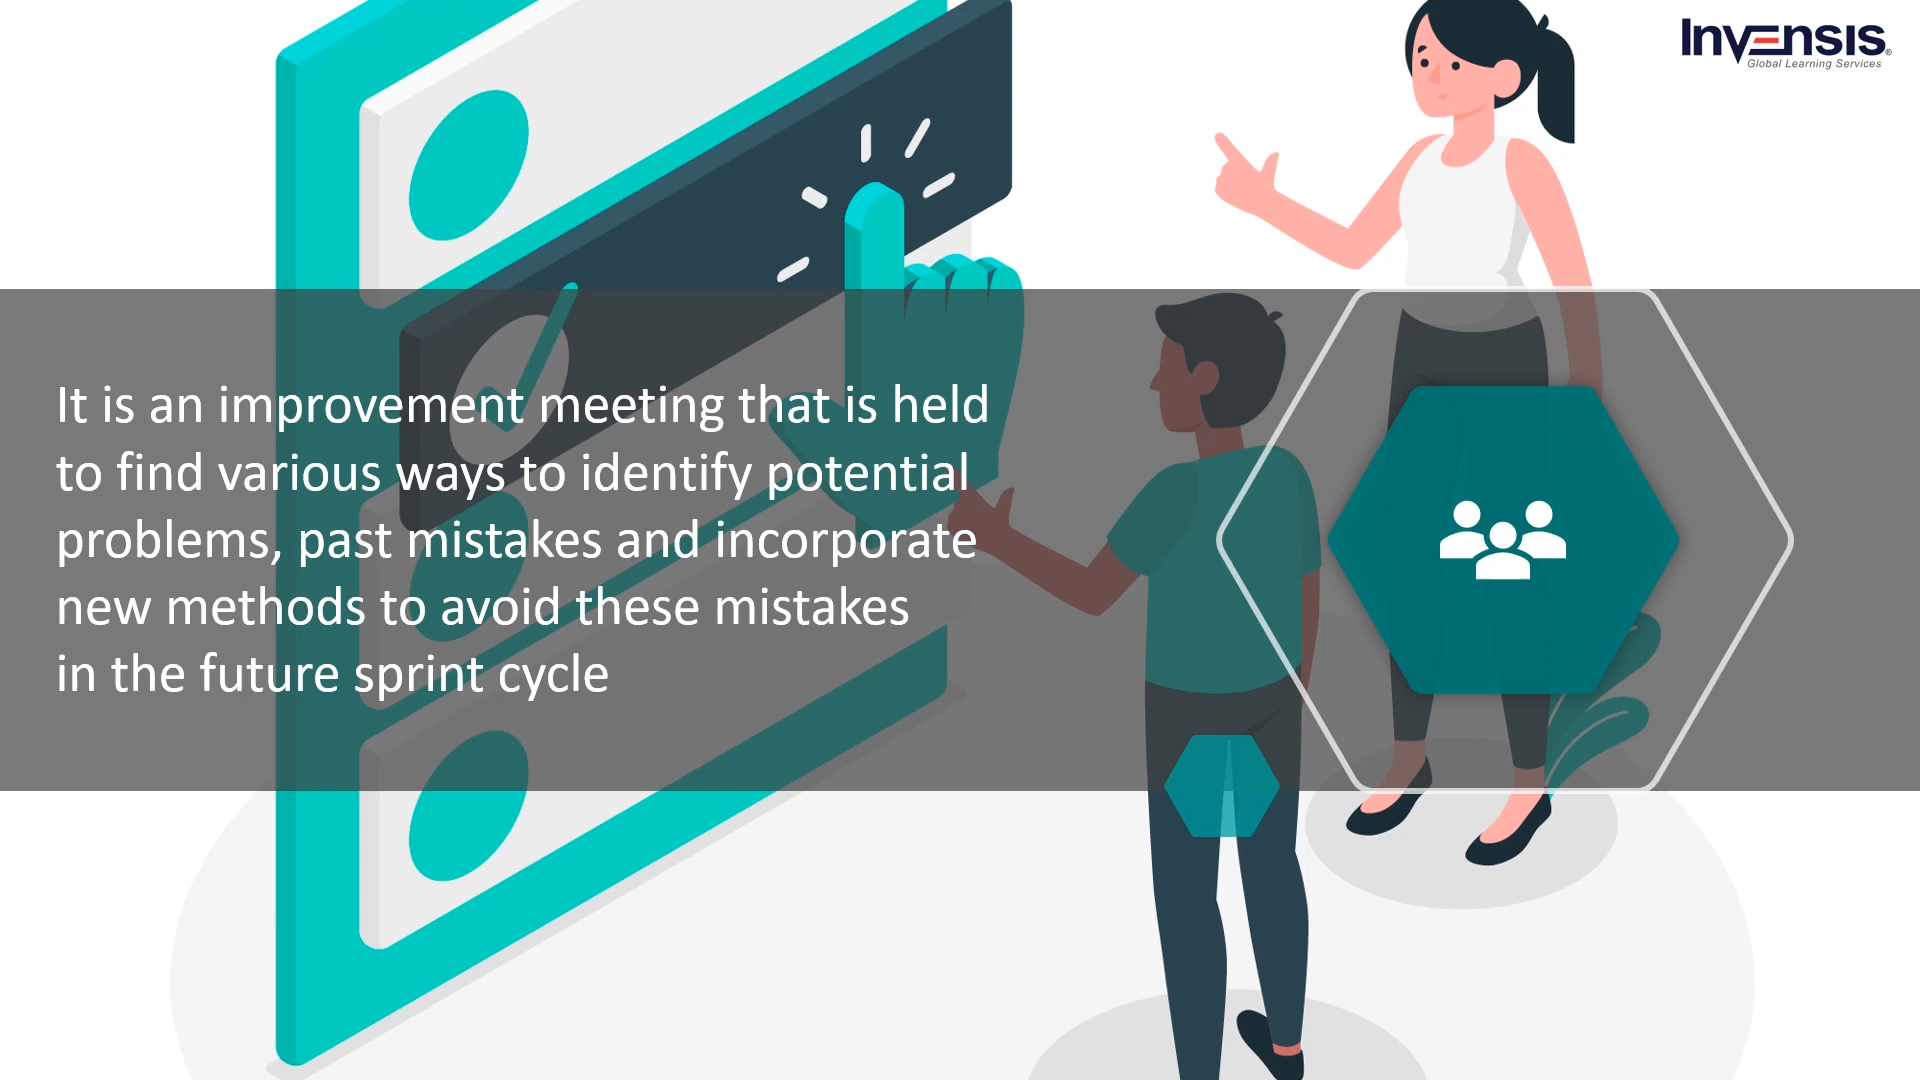 Invensis®
Global Learning Services
It is an improvement meeting that is held
to find various ways to identify potential
problems, past mistakes and incorporate
new methods to avoid these mistakes
in the future sprint cycle